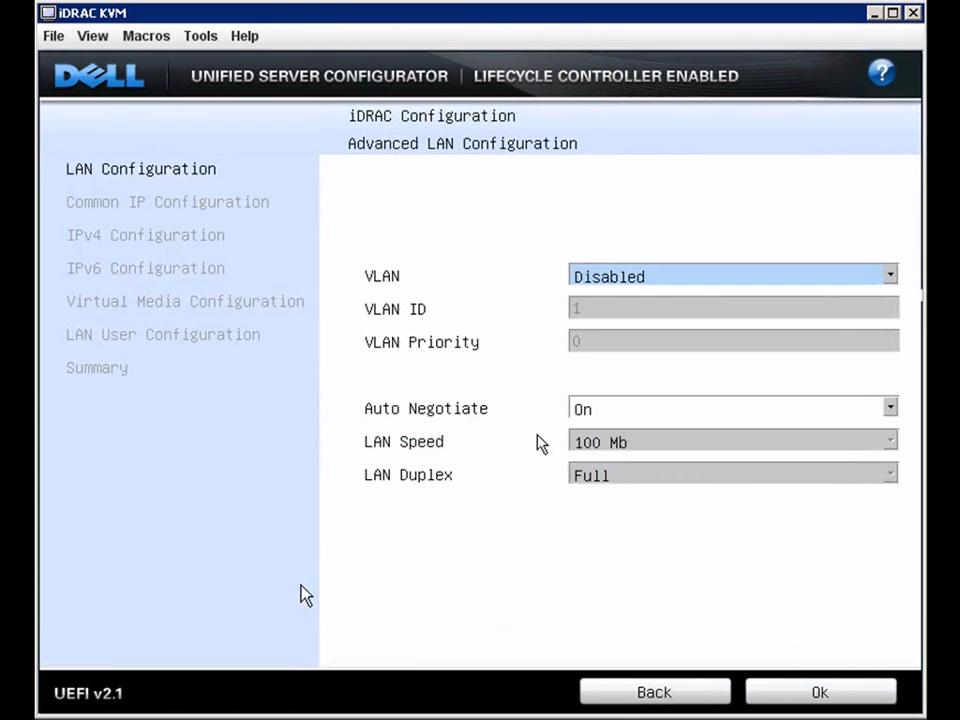 iDRAC KVM
File View Macros Tools Help
DELL UNIFIED SERVER CONFIGURATOR | LIFECYCLE CONTROLLER ENABLED ?
iDRAC Configuration
Advanced LAN Configuration
LAN Configuration
Common IP Configuration
IPv4 Configuration
IPv6 Configuration
Virtual Media Configuration
LAN User Configuration
Summary
VLAN Disabled
VLAN ID 1
VLAN Priority 0
Auto Negotiate On
LAN Speed 100 Mb
LAN Duplex Full
UEFI v2.1 Back Ok